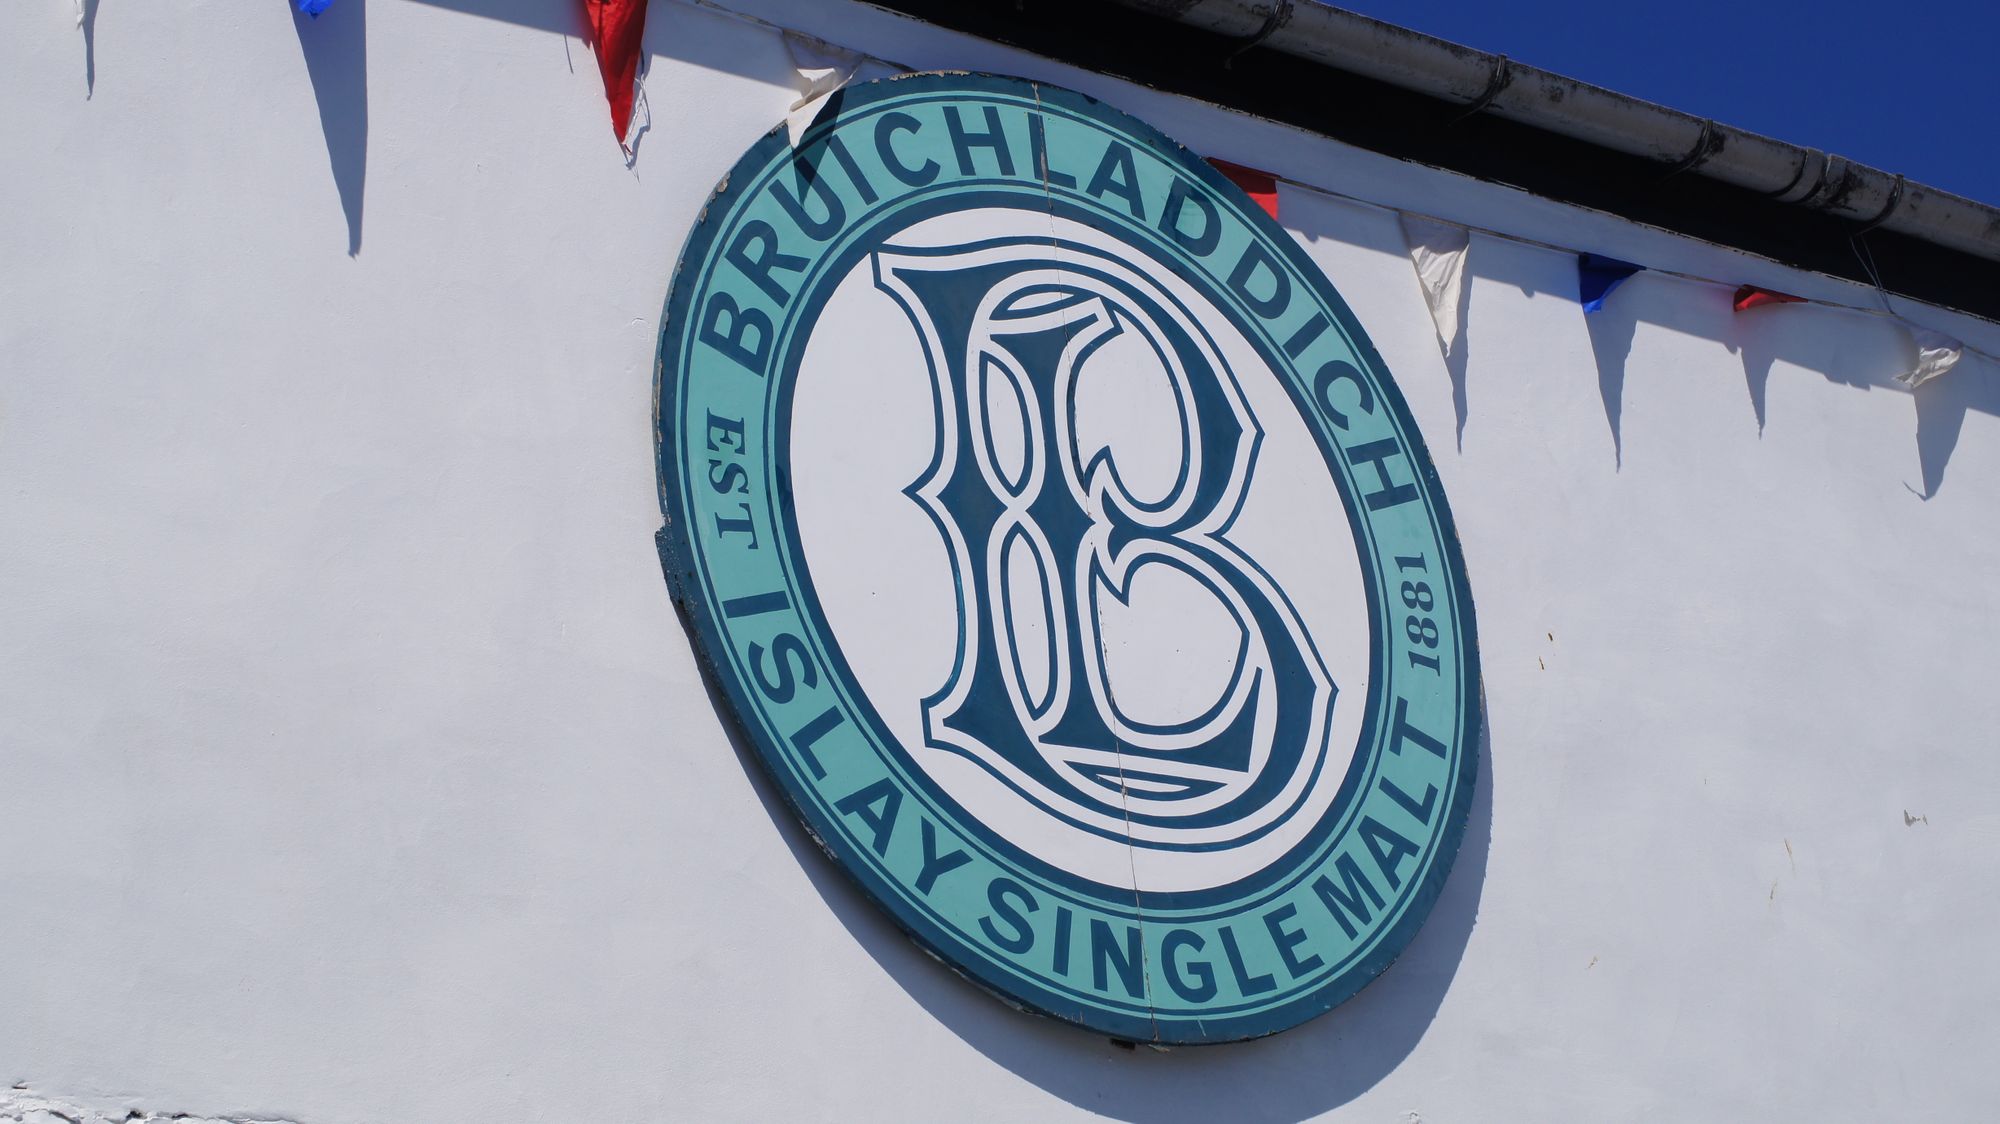 BRUICHLADDICH
EST 1881
ISLAY SINGLE MALT
B